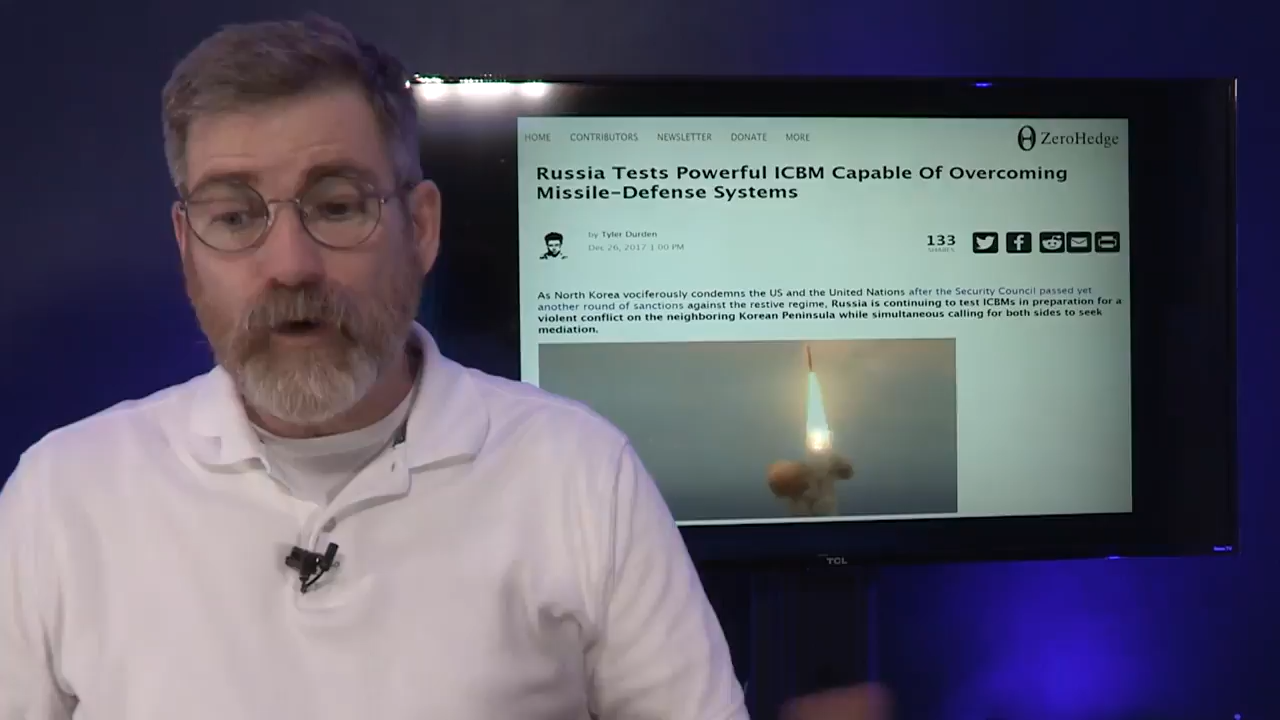 HOME CONTRIBUTORS NEWSLETTER DONATE MORE
ZeroHedge
Russia Tests Powerful ICBM Capable Of Overcoming
Missile-Defense Systems
by Tyler Durden
Dec 26, 2017 1:00 PM
133
SHARES
As North Korea vociferously condemns the US and the United Nations after the Security Council passed yet
another round of sanctions against the restive regime, Russia is continuing to test ICBMs in preparation for a
violent conflict on the neighboring Korean Peninsula while simultaneous calling for both sides to seek
mediation.
TCL
Roku TV